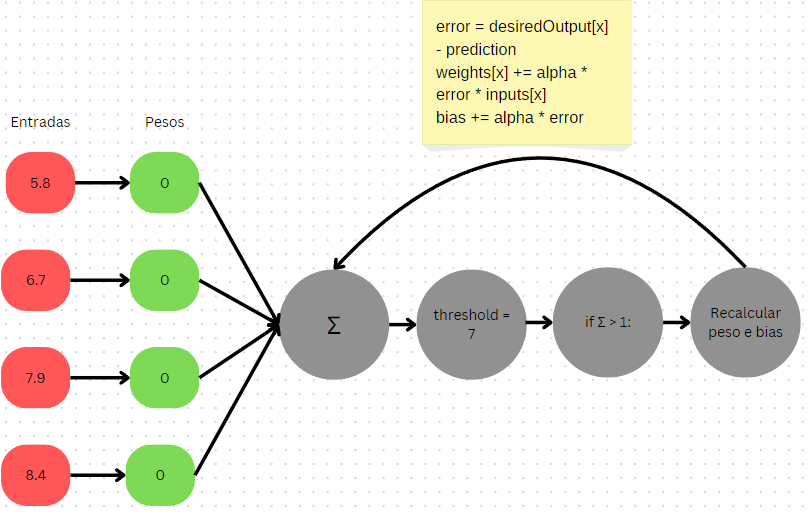 error = desiredOutput[x]
- prediction
weights[x] += alpha *
error * inputs[x]
bias += alpha * error
Entradas
Pesos
5.8
0
6.7
0
7.9
0
8.4
0
Σ
threshold =
7
if Σ > 1:
Recalcular
peso e bias